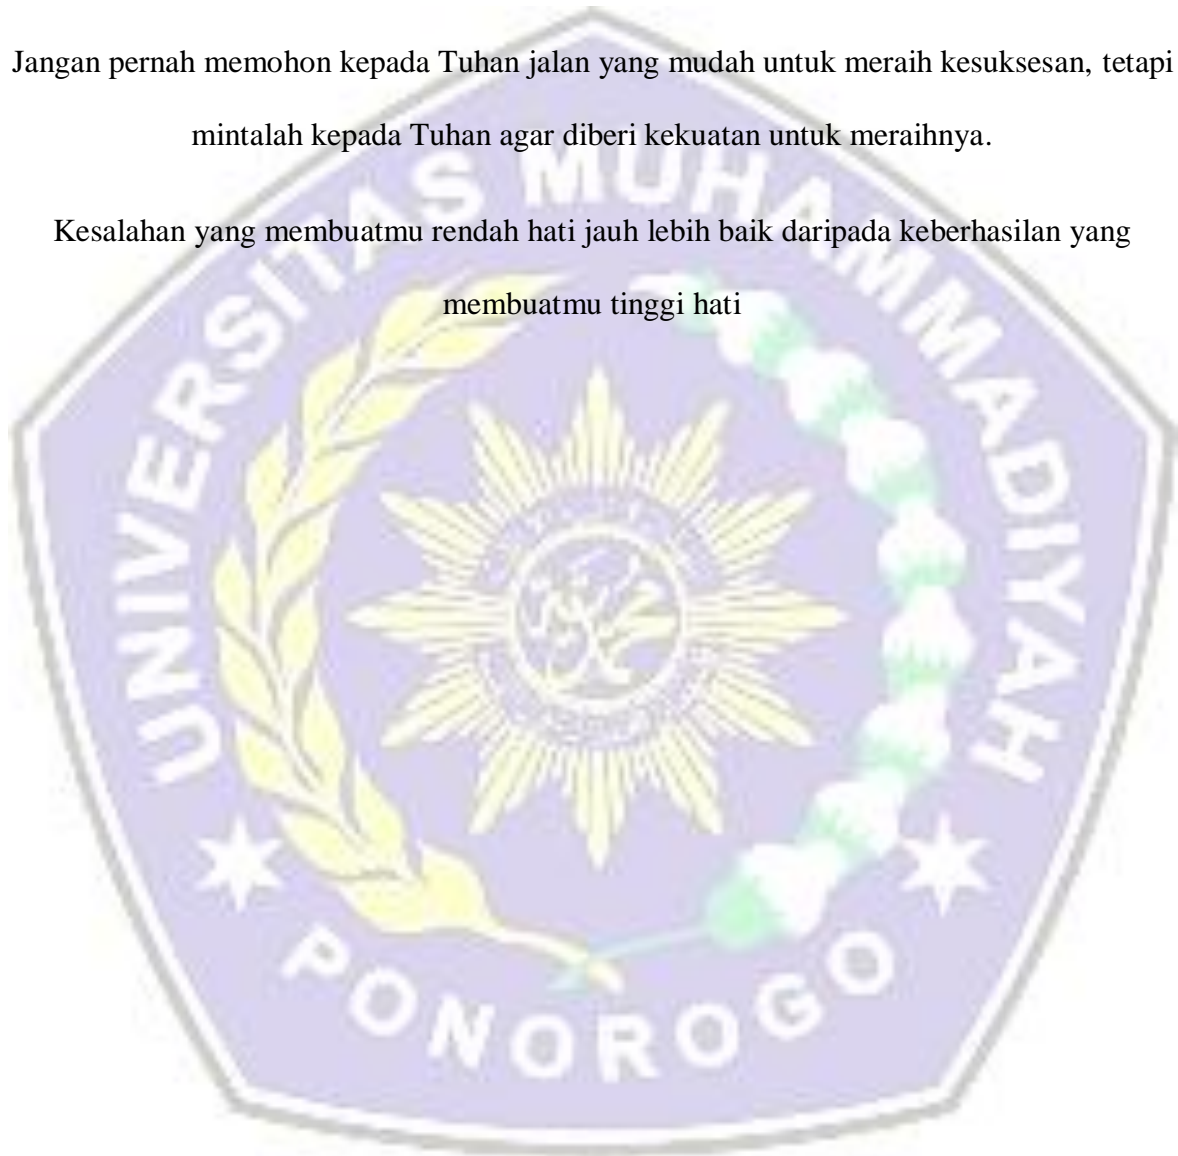 Jangan pernah memohon kepada Tuhan jalan yang mudah untuk meraih kesuksesan, tetapi
mintalah kepada Tuhan agar diberi kekuatan untuk meraihnya.
Kesalahan yang membuatmu rendah hati jauh lebih baik daripada keberhasilan yang
membuatmu tinggi hati
UNIVERSITAS MUHAMMADIYAH
PONOROGO